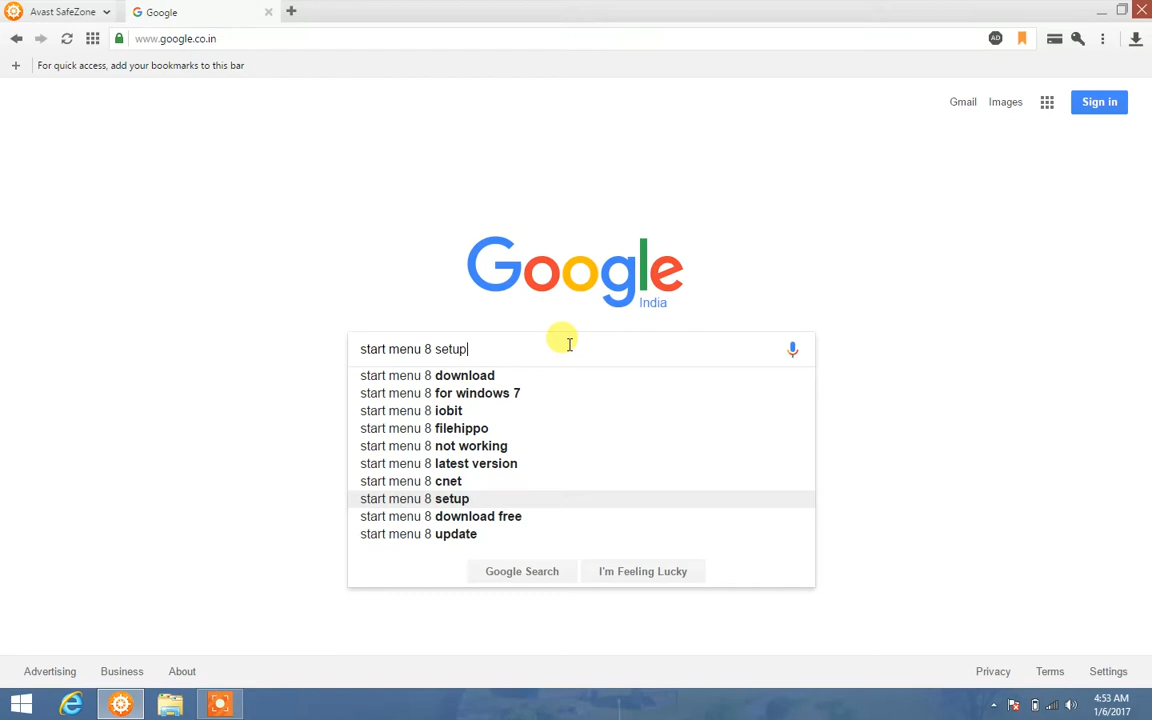 Avast SafeZone
Google
www.google.co.in
AD
For quick access, add your bookmarks to this bar
Gmail Images Sign in
Google
India
start menu 8 setup
start menu 8 download
start menu 8 for windows 7
start menu 8 iobit
start menu 8 filehippo
start menu 8 not working
start menu 8 latest version
start menu 8 cnet
start menu 8 setup
start menu 8 download free
start menu 8 update
Google Search I'm Feeling Lucky
Advertising Business About Privacy Terms Settings
4:53 AM
1/6/2017